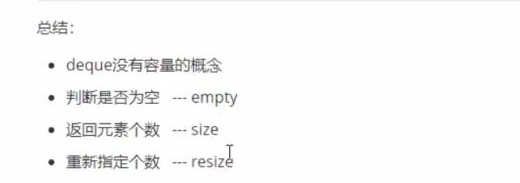 总结：
deque没有容量的概念
判断是否为空 --- empty
返回元素个数 --- size
重新指定个数 --- resize